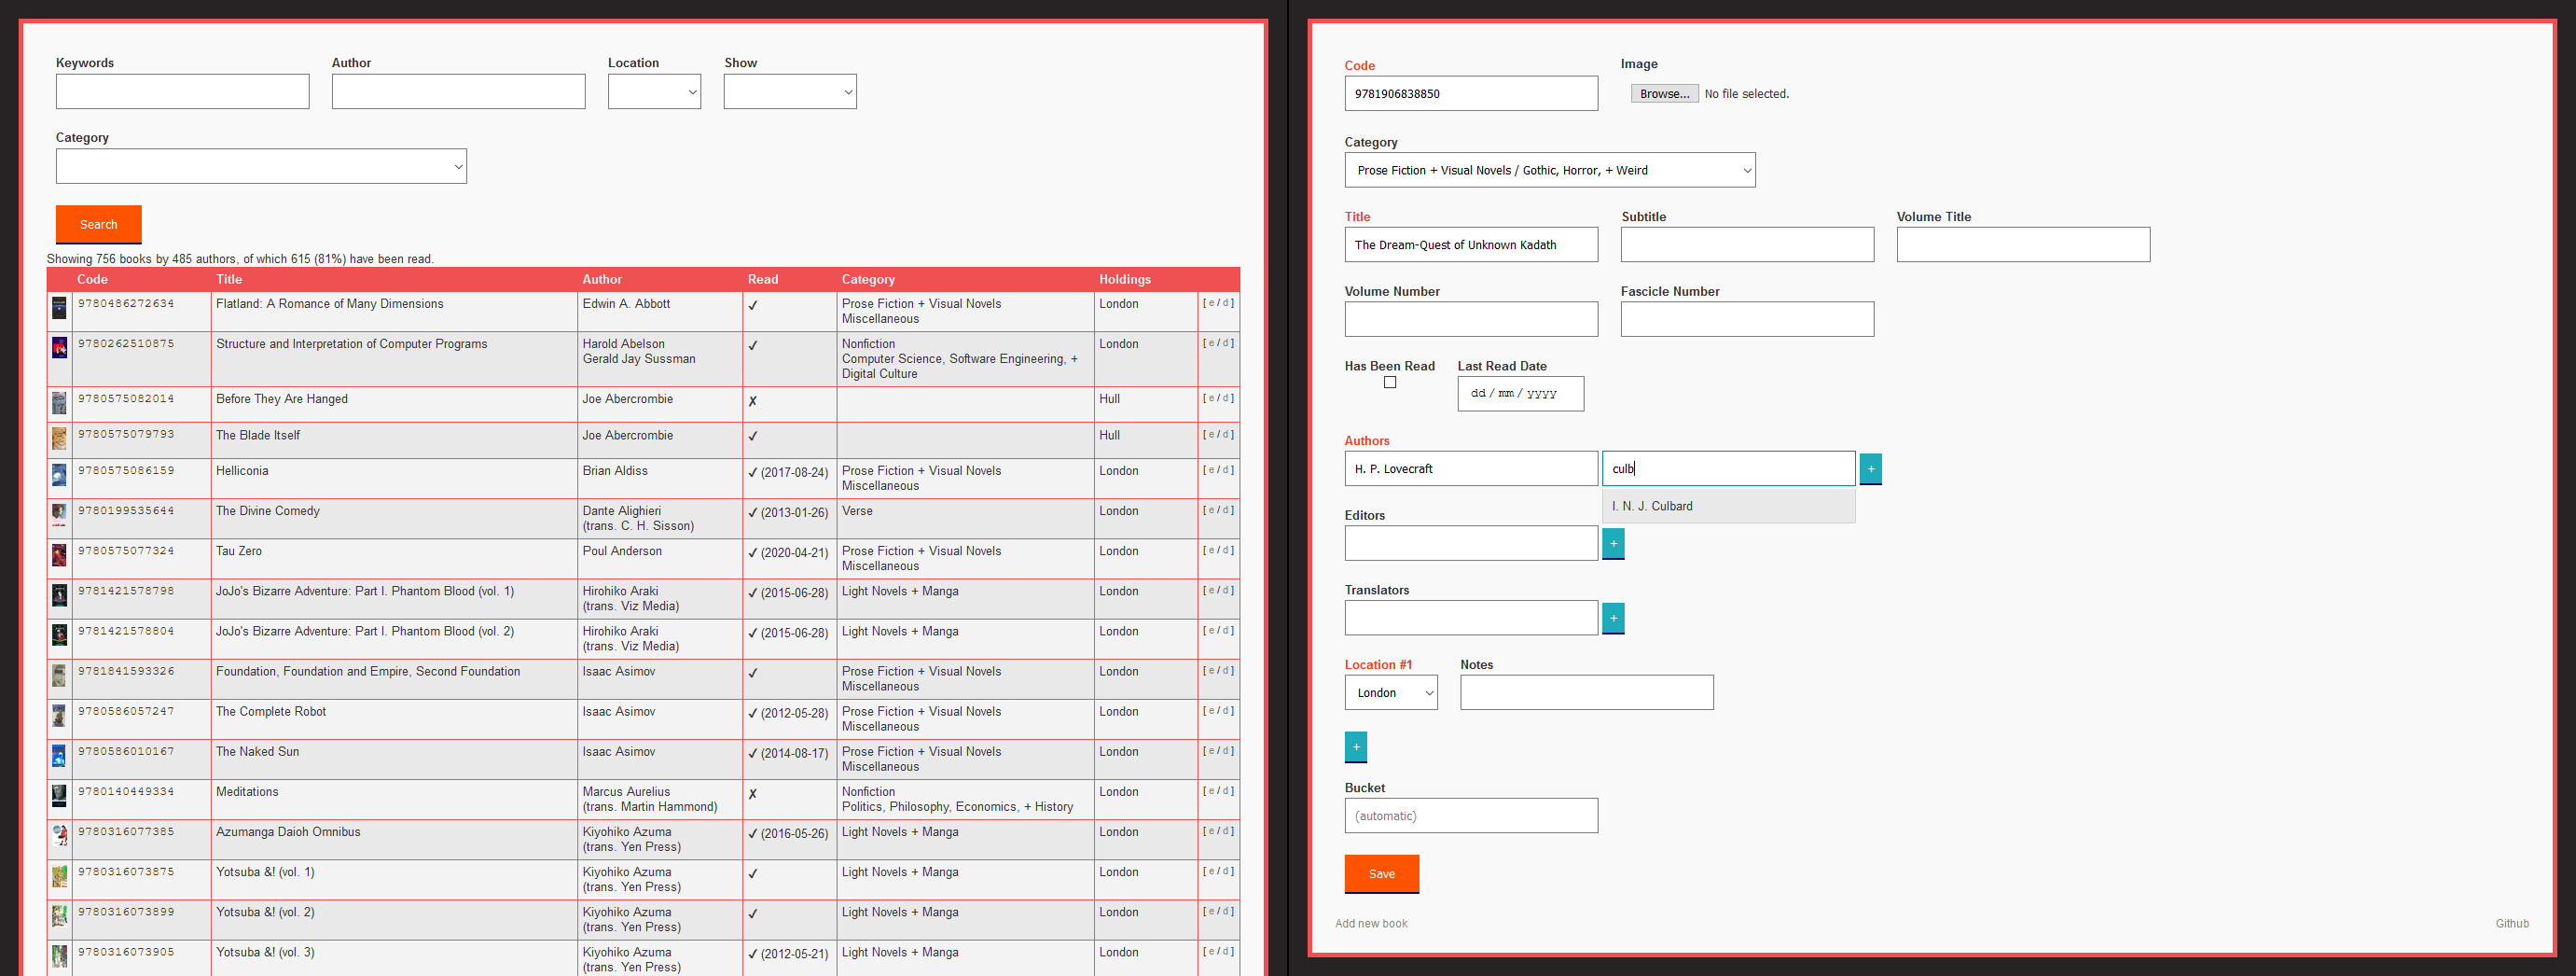 Keywords Author Location Show
Category
Search
Showing 756 books by 485 authors, of which 615 (81%) have been read.
Code Title Author Read Category Holdings
9780486272634 Flatland: A Romance of Many Dimensions Edwin A. Abbott ✓ Prose Fiction + Visual Novels London [ e / d ]
Miscellaneous
9780262510875 Structure and Interpretation of Computer Programs Harold Abelson ✓ Nonfiction London [ e / d ]
Gerald Jay Sussman Computer Science, Software Engineering, +
Digital Culture
9780575082014 Before They Are Hanged Joe Abercrombie ✗ Hull [ e / d ]
9780575079793 The Blade Itself Joe Abercrombie ✓ Hull [ e / d ]
9780575086159 Helliconia Brian Aldiss ✓ (2017-08-24) Prose Fiction + Visual Novels London [ e / d ]
Miscellaneous
9780199535644 The Divine Comedy Dante Alighieri ✓ (2013-01-26) Verse London [ e / d ]
(trans. C. H. Sisson)
9780575077324 Tau Zero Poul Anderson ✓ (2020-04-21) Prose Fiction + Visual Novels London [ e / d ]
Miscellaneous
9781421578798 JoJo's Bizarre Adventure: Part I. Phantom Blood (vol. 1) Hirohiko Araki ✓ (2015-06-28) Light Novels + Manga London [ e / d ]
(trans. Viz Media)
9781421578804 JoJo's Bizarre Adventure: Part I. Phantom Blood (vol. 2) Hirohiko Araki ✓ (2015-06-28) Light Novels + Manga London [ e / d ]
(trans. Viz Media)
9781841593326 Foundation, Foundation and Empire, Second Foundation Isaac Asimov ✓ Prose Fiction + Visual Novels London [ e / d ]
Miscellaneous
9780586057247 The Complete Robot Isaac Asimov ✓ (2012-05-28) Prose Fiction + Visual Novels London [ e / d ]
Miscellaneous
9780586010167 The Naked Sun Isaac Asimov ✓ (2014-08-17) Prose Fiction + Visual Novels London [ e / d ]
Miscellaneous
9780140449334 Meditations Marcus Aurelius ✗ Nonfiction London [ e / d ]
(trans. Martin Hammond) Politics, Philosophy, Economics, + History
9780316077385 Azumanga Daioh Omnibus Kiyohiko Azuma ✓ (2016-05-26) Light Novels + Manga London [ e / d ]
(trans. Yen Press)
9780316073875 Yotsuba &! (vol. 1) Kiyohiko Azuma ✓ Light Novels + Manga London [ e / d ]
(trans. Yen Press)
9780316073899 Yotsuba &! (vol. 2) Kiyohiko Azuma ✓ Light Novels + Manga London [ e / d ]
(trans. Yen Press)
9780316073905 Yotsuba &! (vol. 3) Kiyohiko Azuma ✓ (2012-05-21) Light Novels + Manga London [ e / d ]
(trans. Yen Press)
Code Image
9781906838850 Browse... No file selected.
Category
Prose Fiction + Visual Novels / Gothic, Horror, + Weird
Title Subtitle Volume Title
The Dream-Quest of Unknown Kadath
Volume Number Fascicle Number
Has Been Read Last Read Date
dd / mm / yyyy
Authors
H. P. Lovecraft culb +
I. N. J. Culbard
Editors
+
Translators
+
Location #1 Notes
London
+
Bucket
(automatic)
Save
Add new book Github